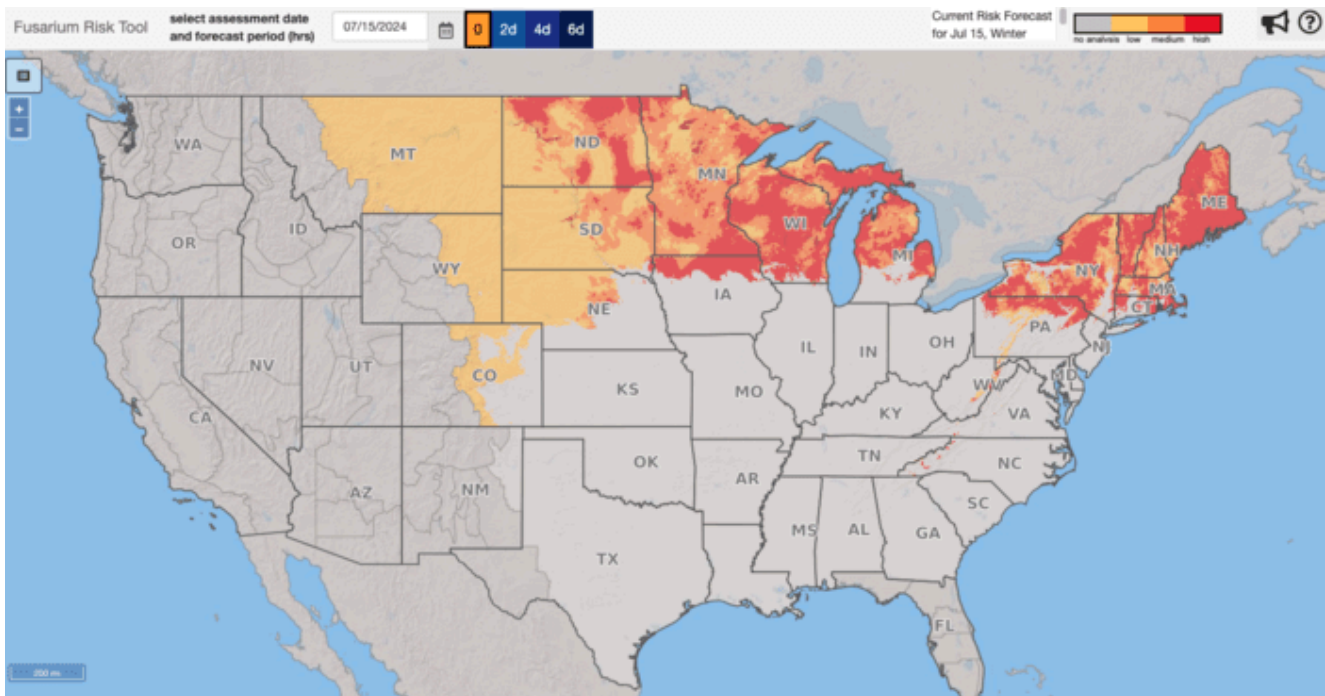 Fusarium Risk Tool
select assessment date
and forecast period (hrs)
07/15/2024
0 2d 4d 6d
Current Risk Forecast
for Jul 15, Winter
no analysis low medium high
?
+
−
WA
MT
ND
MN
ME
OR
ID
SD
WI
MI
NH
WY
NY
MA
CT
IA
NE
PA
NJ
NV
UT
CO
IL
IN
OH
MD
WV
CA
KS
MO
KY
VA
AZ
NM
OK
AR
TN
NC
SC
TX
MS
AL
GA
FL
200 mi